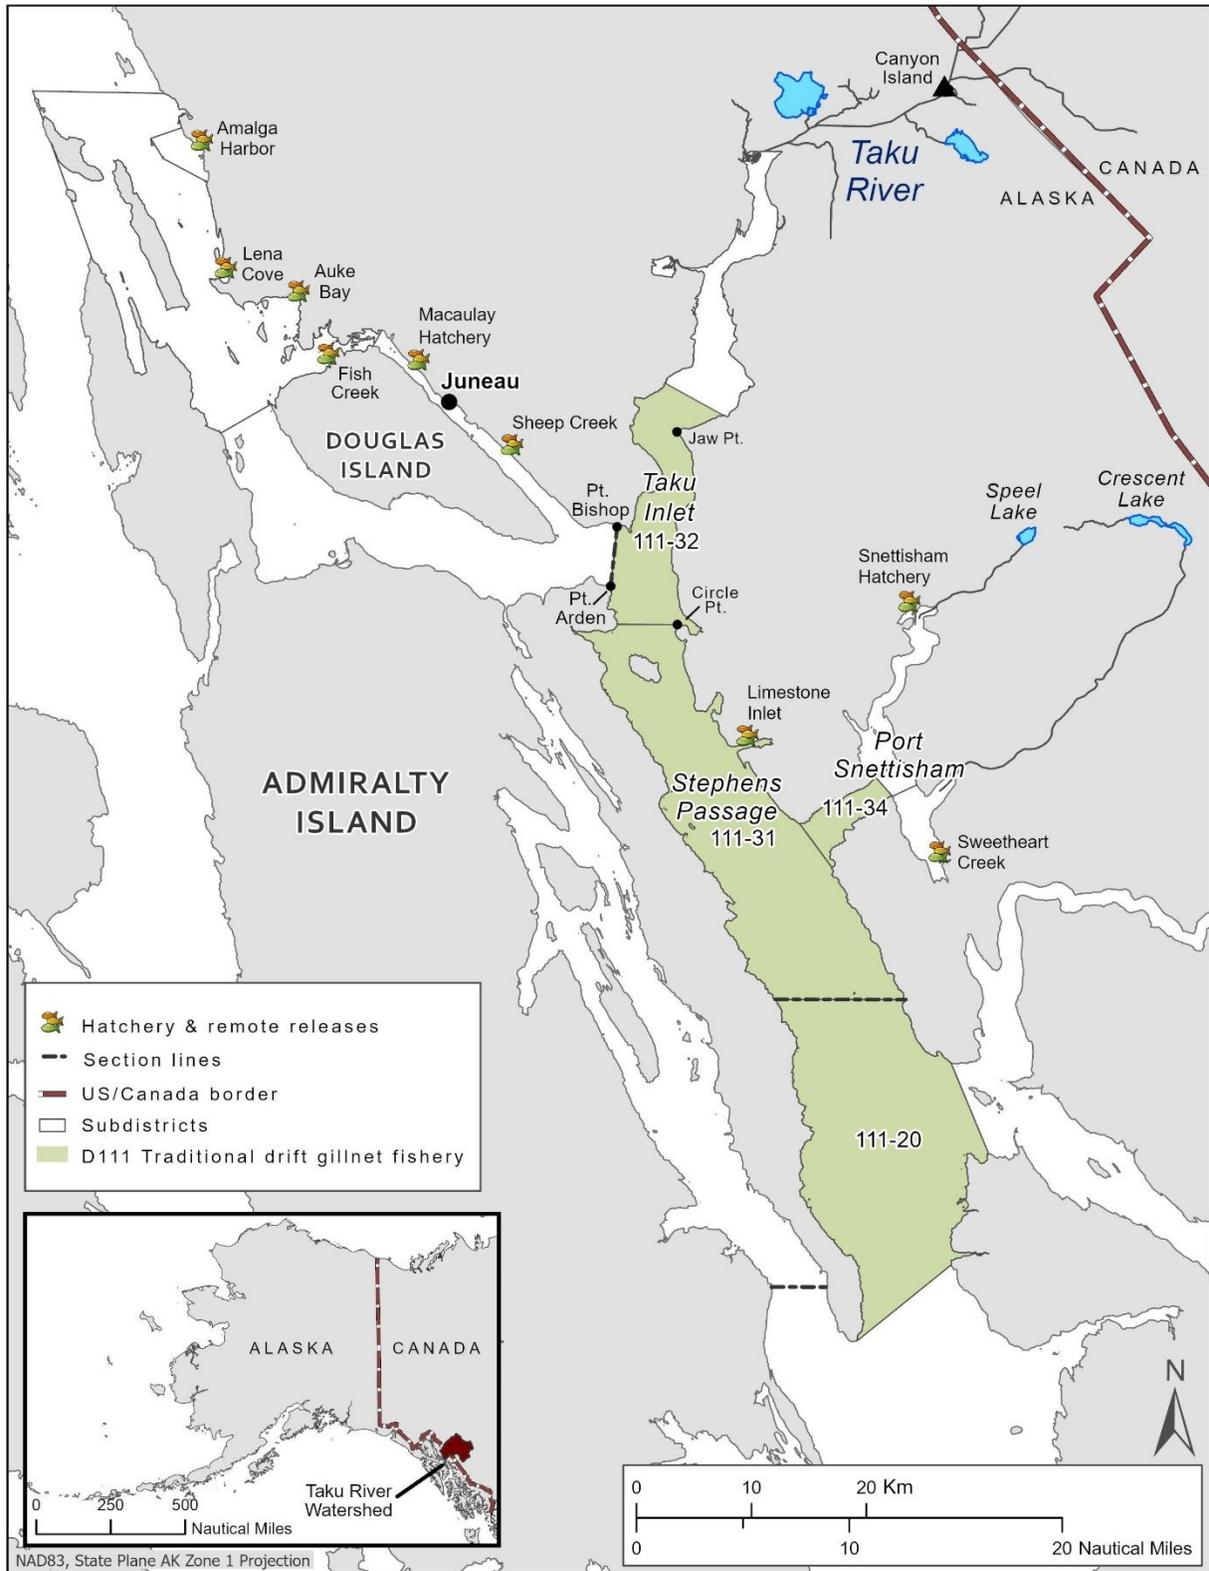 Canyon
Island
Amalga
Harbor
Taku
River
CANADA
ALASKA
Lena
Cove
Auke
Bay
Macaulay
Hatchery
Fish
Creek
Juneau
Sheep Creek
DOUGLAS
ISLAND
Jaw Pt.
Pt.
Bishop
Taku
Inlet
111-32
Speel
Lake
Crescent
Lake
Snettisham
Hatchery
Pt.
Arden
Circle
Pt.
Limestone
Inlet
Port
Snettisham
111-34
Stephens
Passage
111-31
ADMIRALTY
ISLAND
Sweetheart
Creek
111-20
Hatchery & remote releases
Section lines
US/Canada border
Subdistricts
D111 Traditional drift gillnet fishery
ALASKA
CANADA
Taku River
Watershed
0 250 500
Nautical Miles
NAD83, State Plane AK Zone 1 Projection
N
0 10 20 Km
0 10 20 Nautical Miles